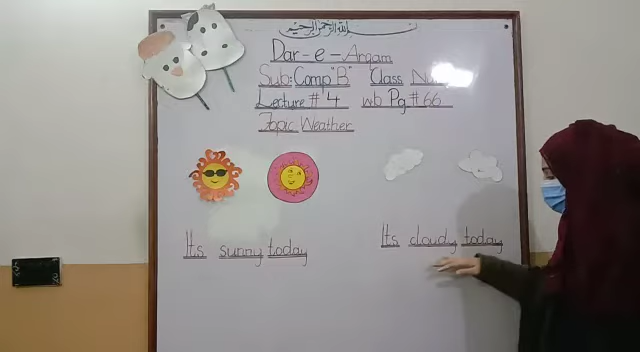 بسم الله الرحمن الرحيم
Dar-e-Arqam
Sub: Comp "B" Class
Lecture # 4 wb Pg # 66
Topic: Weather
Its sunny today
Its cloudy today